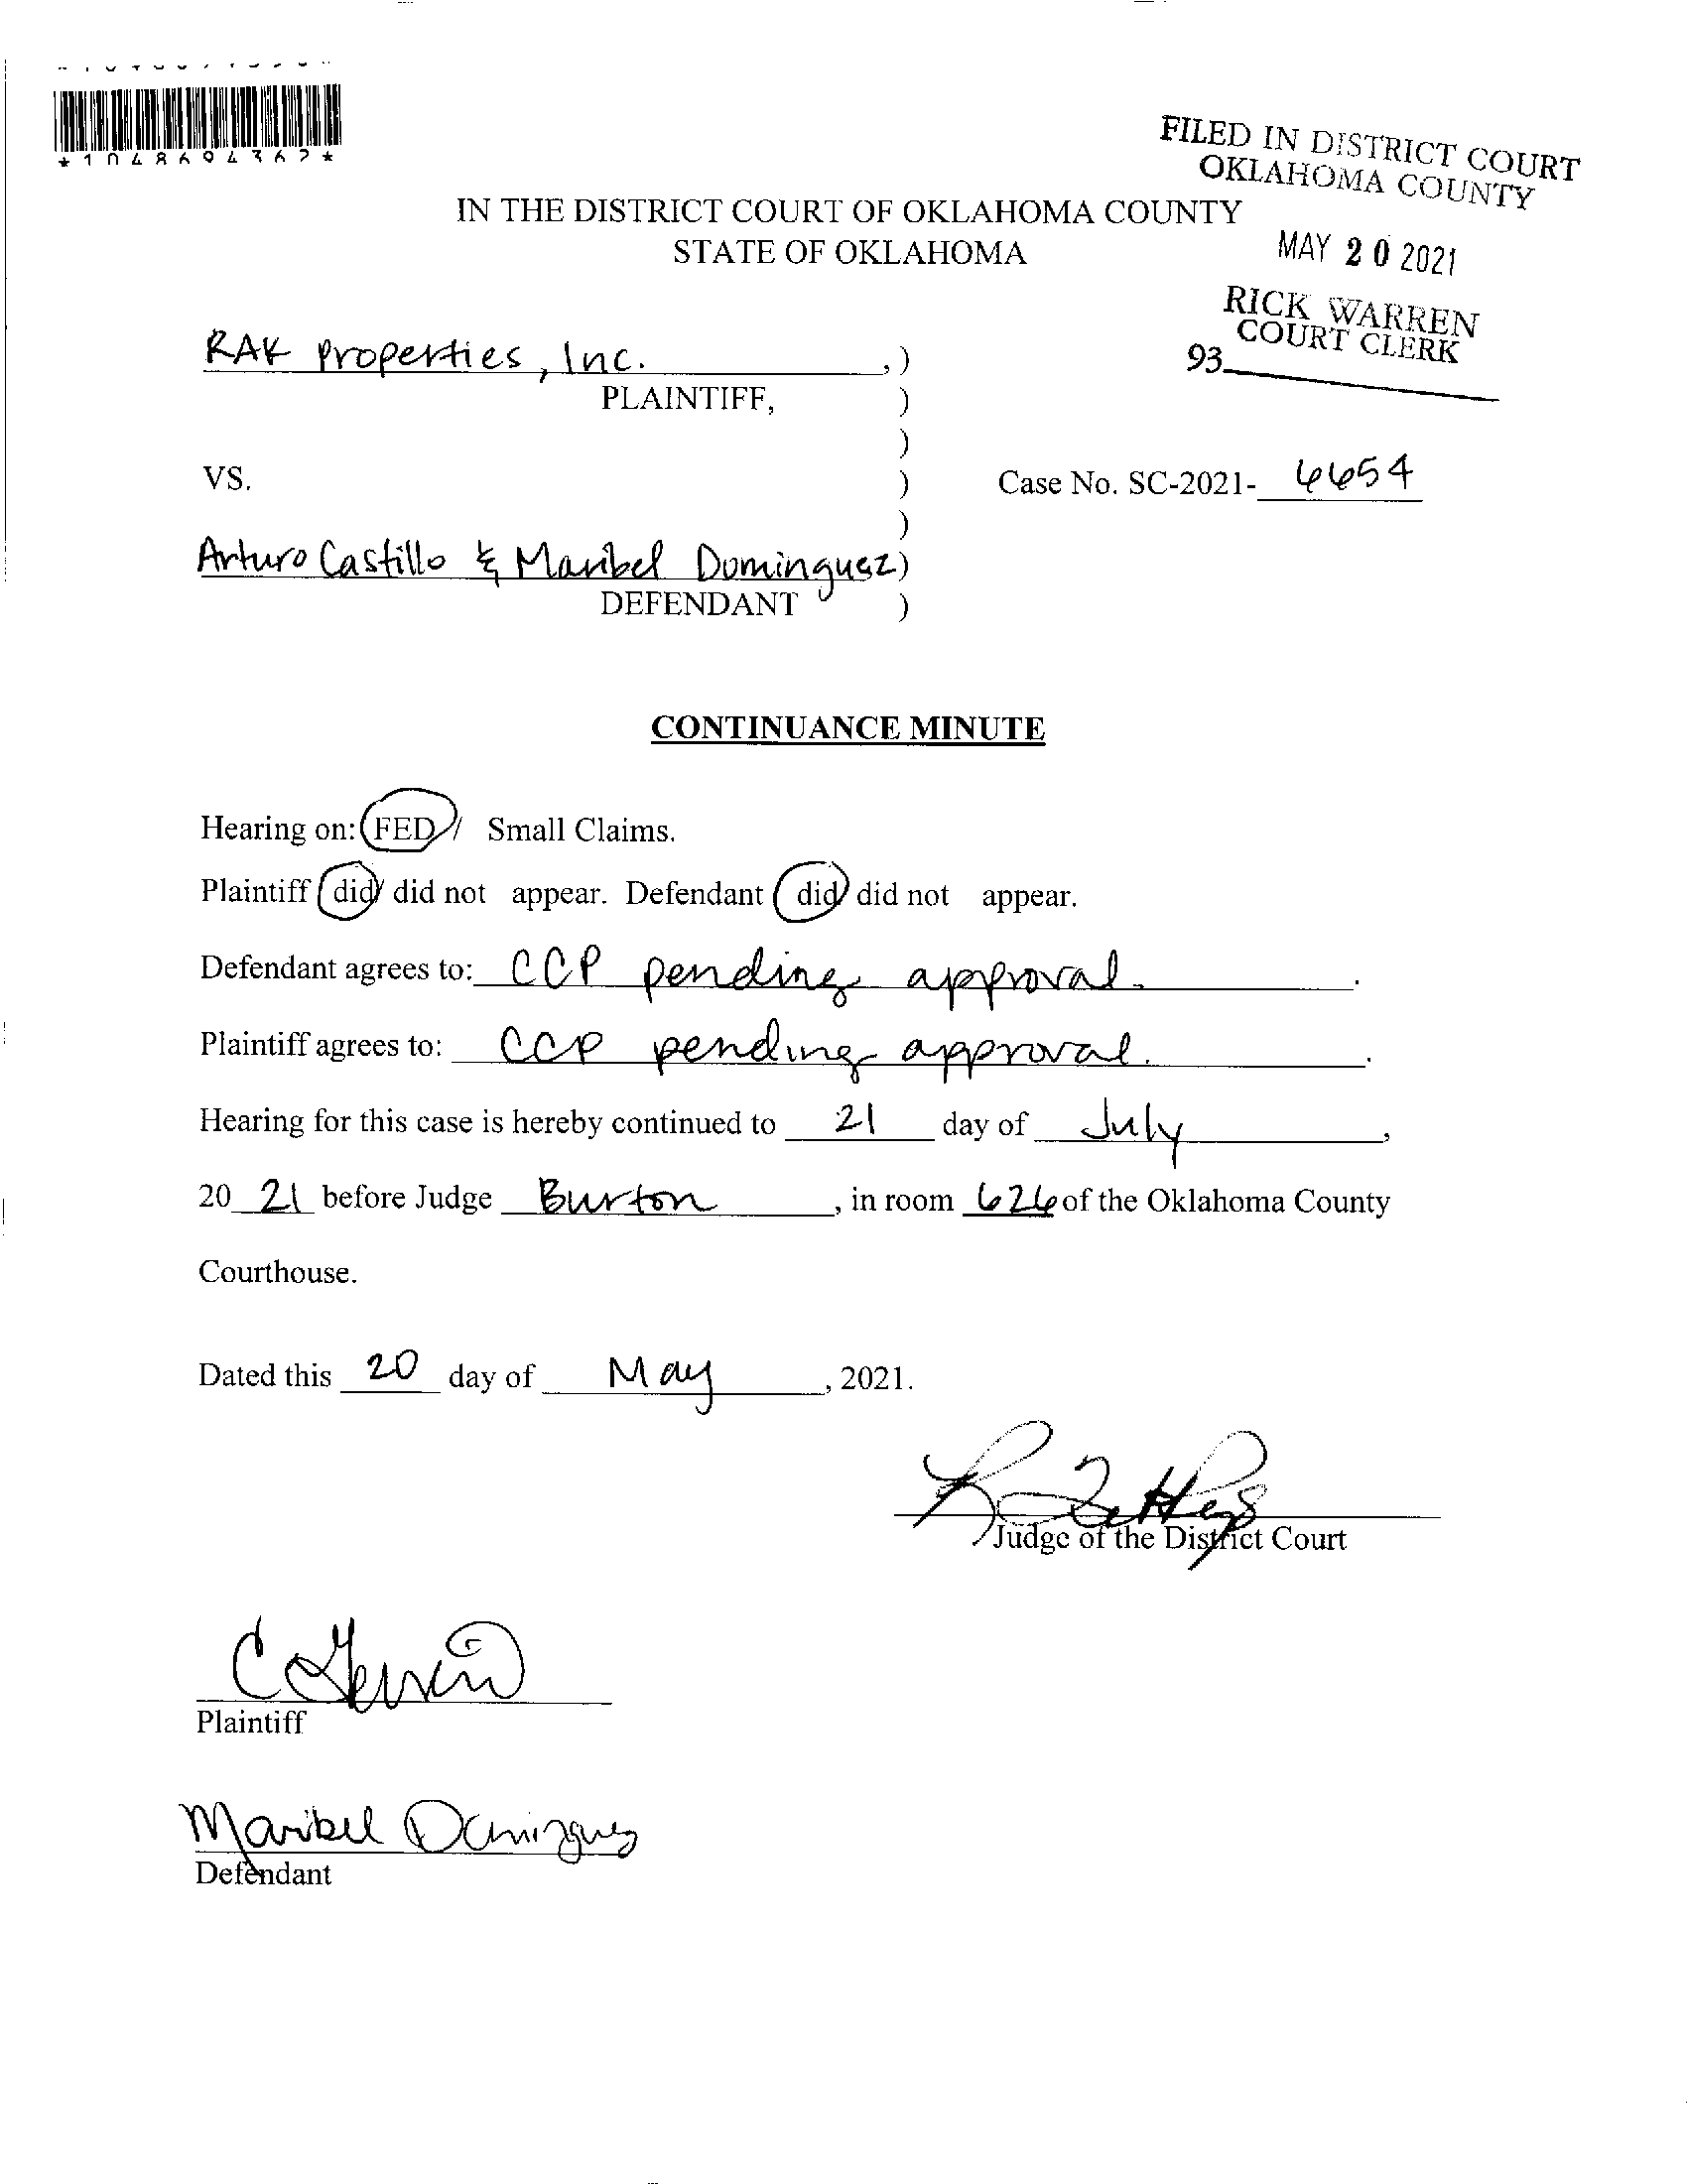 *1048694362*
FILED IN DISTRICT COURT
OKLAHOMA COUNTY
IN THE DISTRICT COURT OF OKLAHOMA COUNTY
STATE OF OKLAHOMA
MAY 20 2021
RICK WARREN
COURT CLERK
93
RAK Properties, Inc. ,)
PLAINTIFF, )
)
VS. ) Case No. SC-2021- 6654
)
Arturo Castillo & Maribel Dominguez)
DEFENDANT )
CONTINUANCE MINUTE
Hearing on: FED / Small Claims.
Plaintiff did/ did not appear. Defendant did/ did not appear.
Defendant agrees to: CCP pending approval.
Plaintiff agrees to: CCP pending approval.
Hearing for this case is hereby continued to 21 day of July,
20 21 before Judge Burton, in room 626 of the Oklahoma County
Courthouse.
Dated this 20 day of May, 2021.
Judge of the District Court
Plaintiff
Maribel Dominguez
Defendant